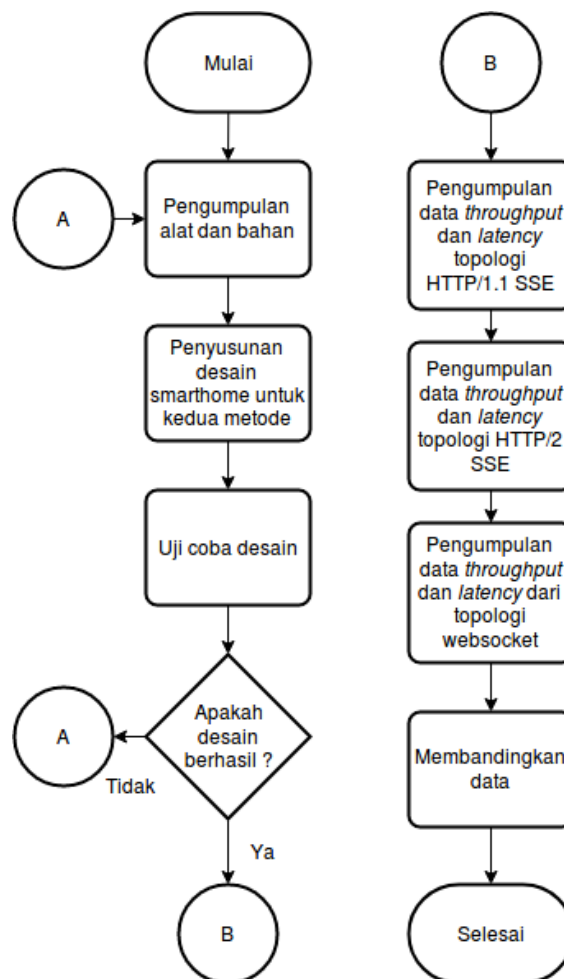 Mulai
A
Pengumpulan
alat dan bahan
Penyusunan
desain
smarthome untuk
kedua metode
Uji coba desain
Apakah
desain
berhasil ?
A
Tidak
Ya
B
B
Pengumpulan
data throughput
dan latency
topologi
HTTP/1.1 SSE
Pengumpulan
data throughput
dan latency
topologi HTTP/2
SSE
Pengumpulan
data throughput
dan latency dari
topologi
websocket
Membandingkan
data
Selesai